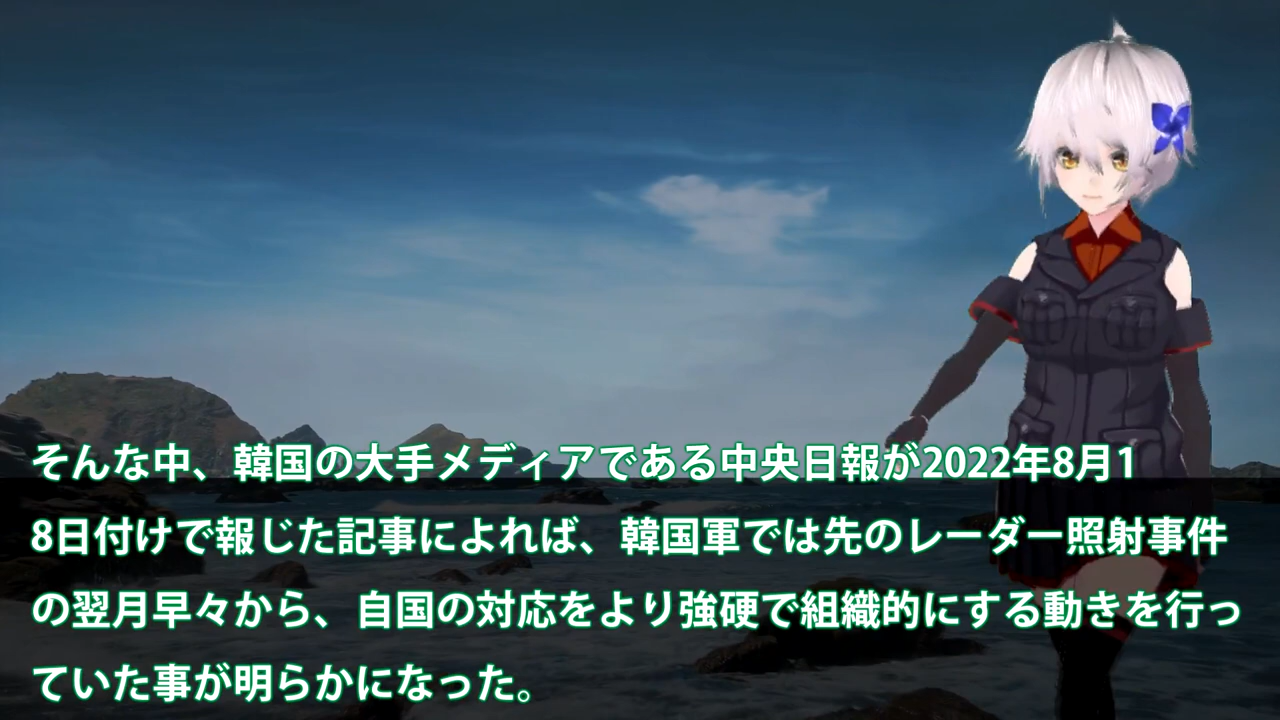 そんな中、韓国の大手メディアである中央日報が2022年8月1
8日付けで報じた記事によれば、韓国軍では先のレーダー照射事件
の翌月早々から、自国の対応をより強硬で組織的にする動きを行っ
ていた事が明らかになった。